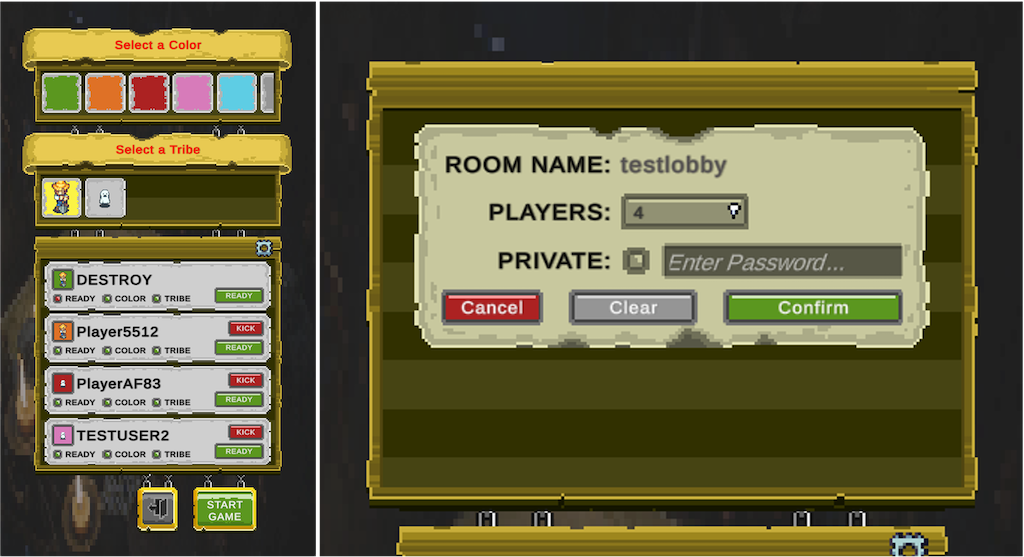 Select a Color
Select a Tribe
DESTROY
READY COLOR TRIBE READY
Player5512 KICK
READY COLOR TRIBE READY
PlayerAF83 KICK
READY COLOR TRIBE READY
TESTUSER2 KICK
READY COLOR TRIBE READY
START
GAME
ROOM NAME: testlobby
PLAYERS: 4
PRIVATE: Enter Password...
Cancel Clear Confirm